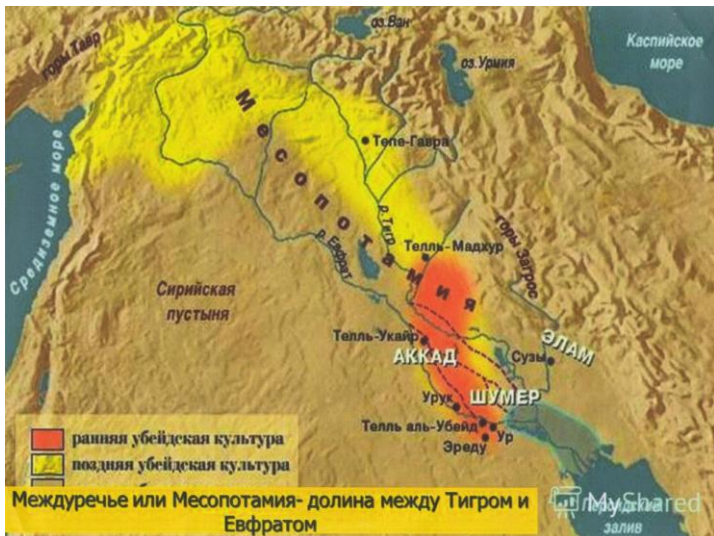 оз.Ван
Каспийское
море
горы Тавр
оз.Урмия
Месопотамия
Тепе-Гавра
Средиземное море
р.Тигр
р.Евфрат
горы Загрос
Телль-Мадхур
Сирийская
пустыня
Телль-Укайр
АККАД
Сузы
ЭЛАМ
Урук
ШУМЕР
Телль аль-Убейд
Ур
Эреду
ранняя убейдская культура
поздняя убейдская культура
Междуречье или Месопотамия- долина между Тигром и
Евфратом
MyShared
Персидский
залив